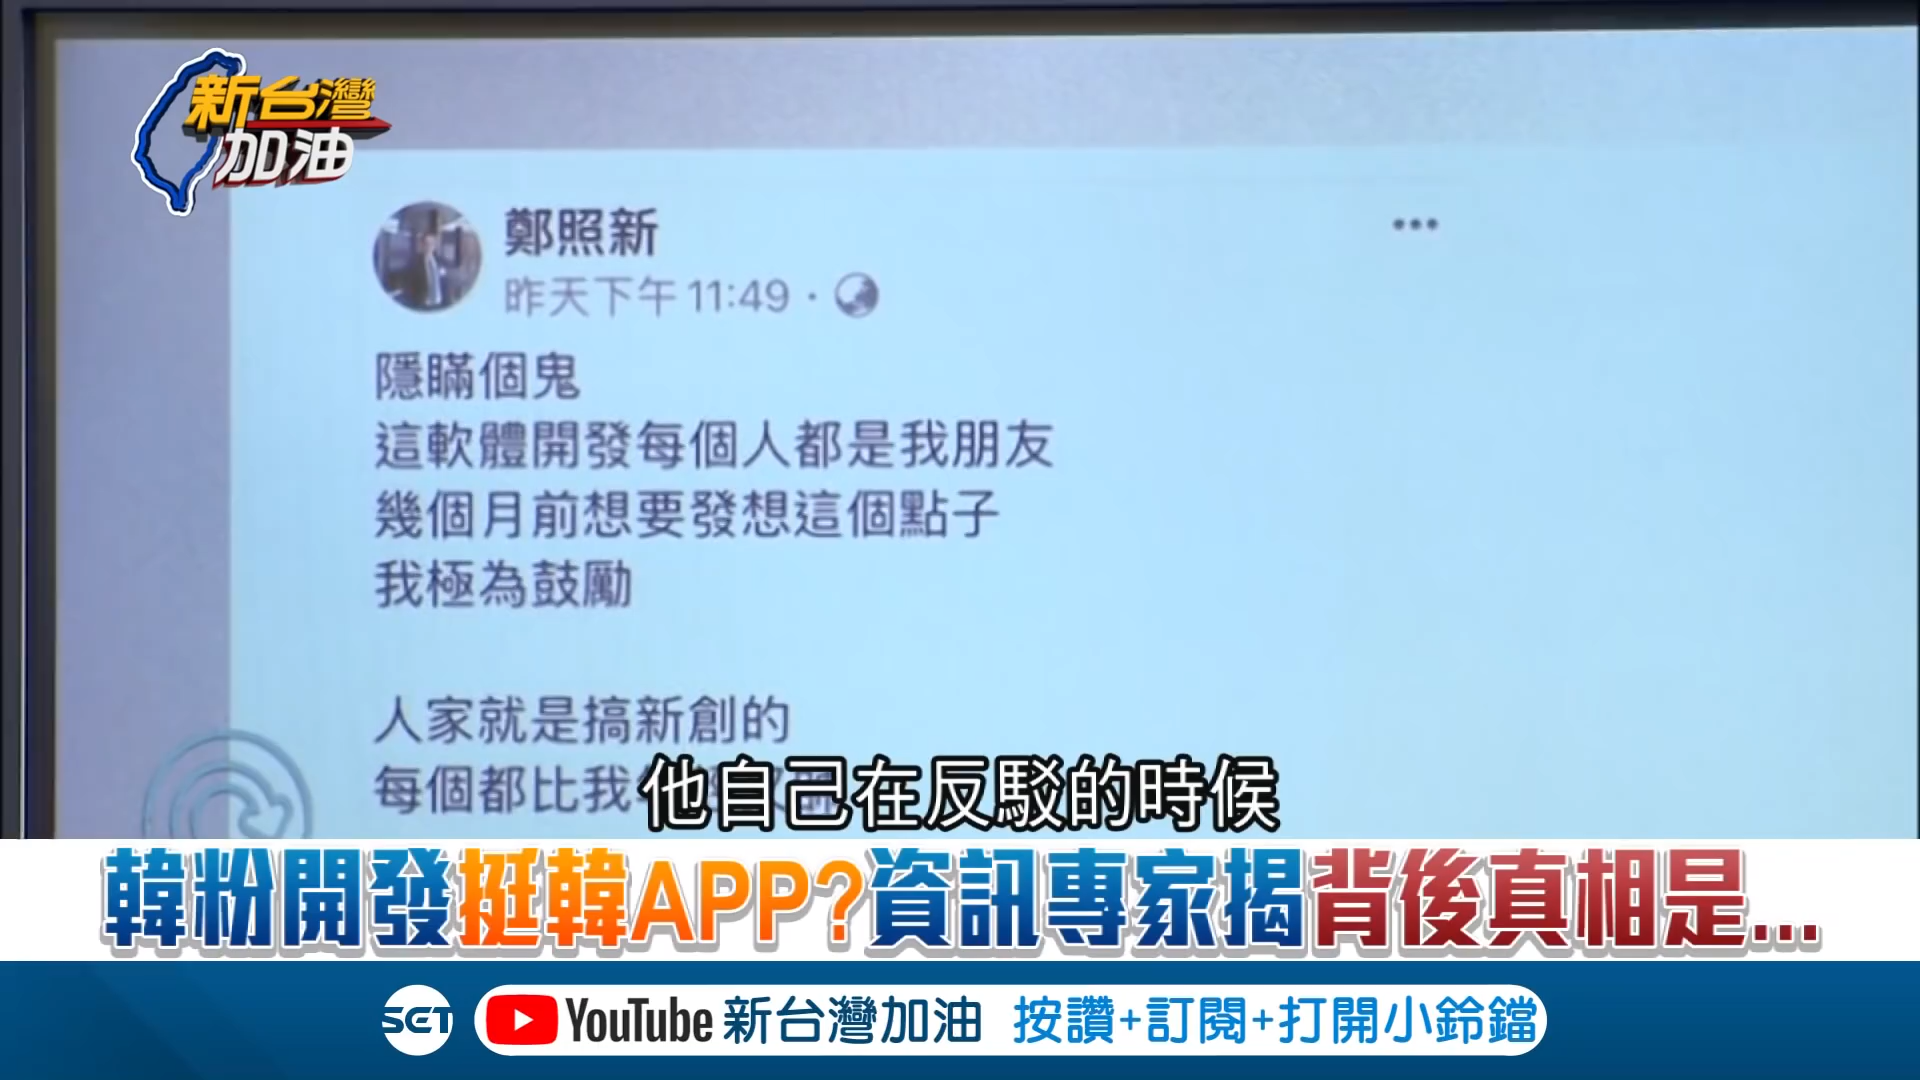 新台灣
加油
鄭照新
昨天下午 11:49
隱瞞個鬼
這軟體開發每個人都是我朋友
幾個月前想要發想這個點子
我極為鼓勵
人家就是搞新創的
每個都比我
他自己在反駁的時候
韓粉開發挺韓APP?資訊專家揭背後真相是...
SET YouTube 新台灣加油 按讚+訂閱+打開小鈴鐺